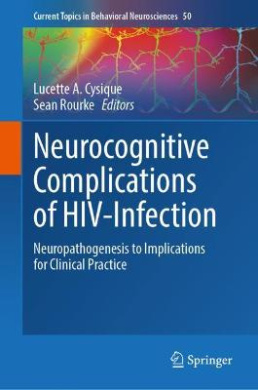 Current Topics in Behavioral Neurosciences 50
Lucette A. Cysique
Sean Rourke Editors
Neurocognitive
Complications
of HIV-Infection
Neuropathogenesis to Implications
for Clinical Practice
Springer